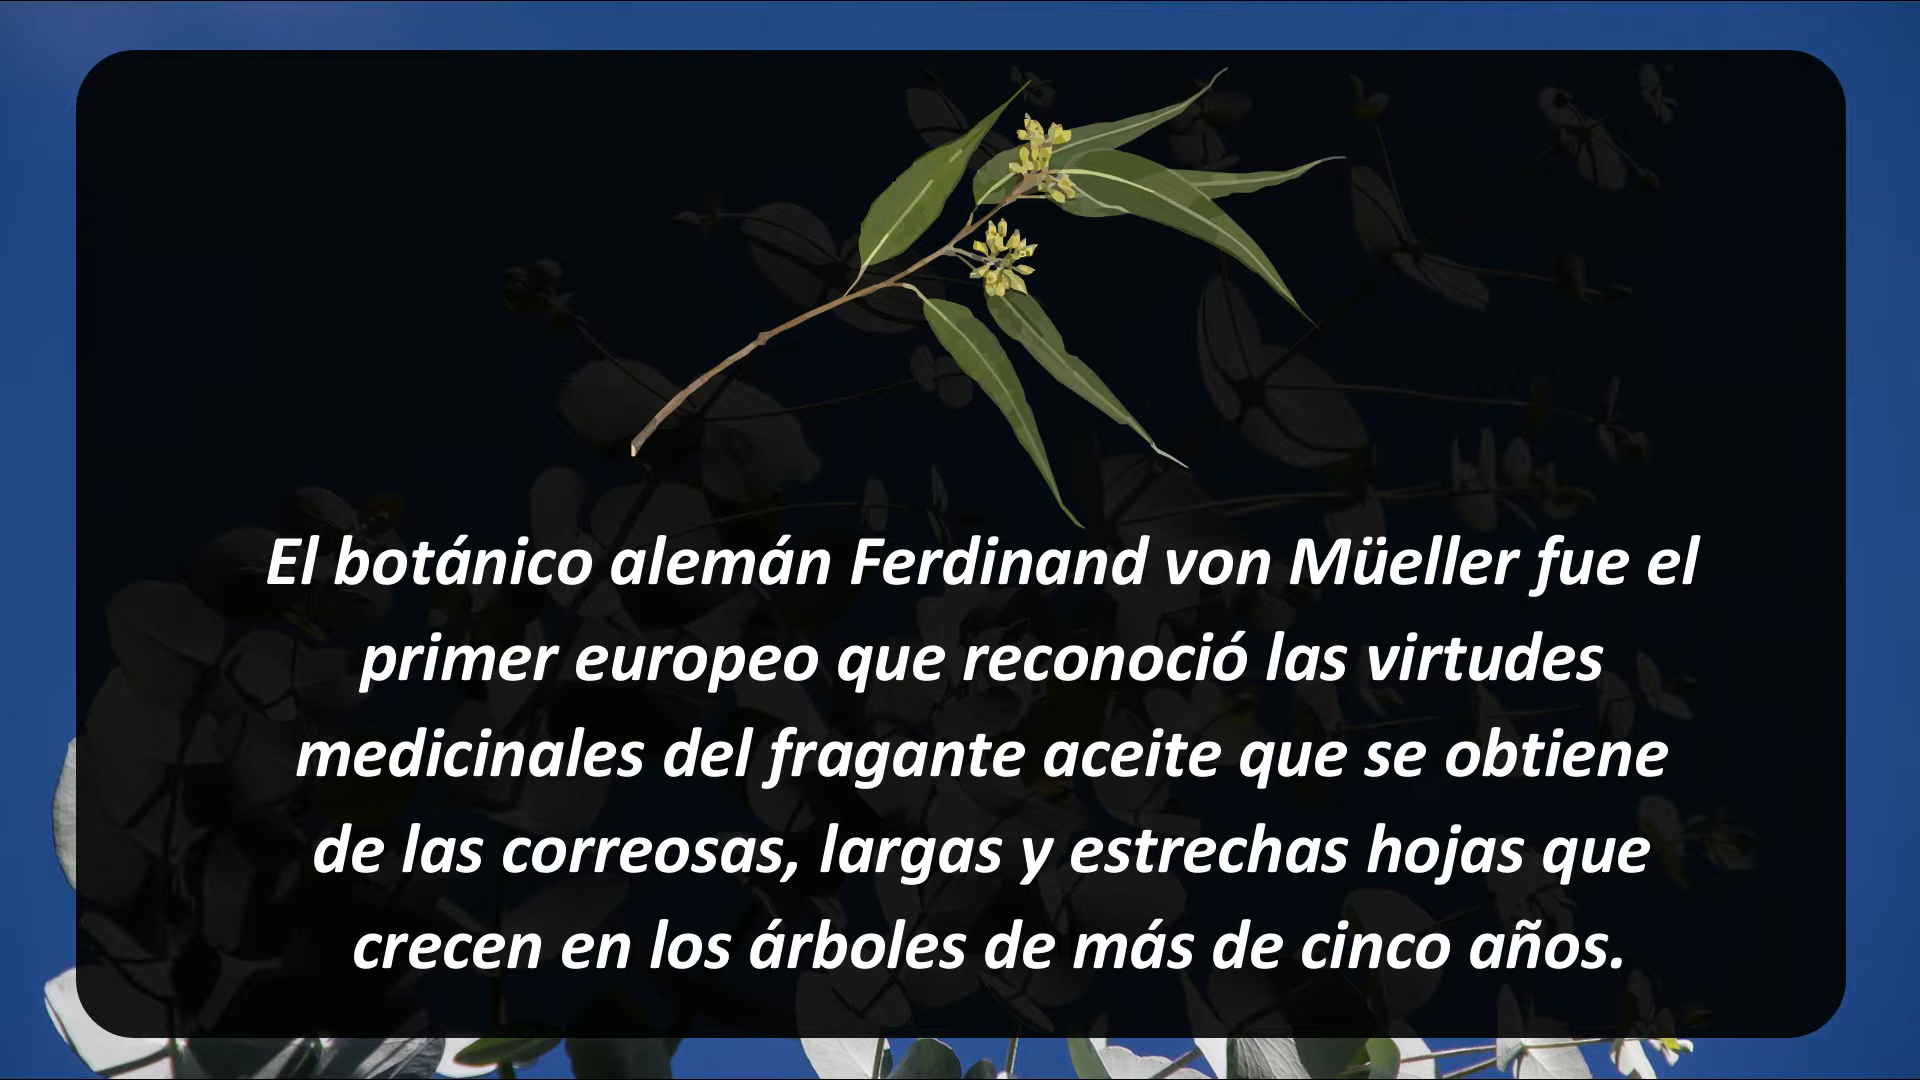 El botánico alemán Ferdinand von Müeller fue el
primer europeo que reconoció las virtudes
medicinales del fragante aceite que se obtiene
de las correosas, largas y estrechas hojas que
crecen en los árboles de más de cinco años.